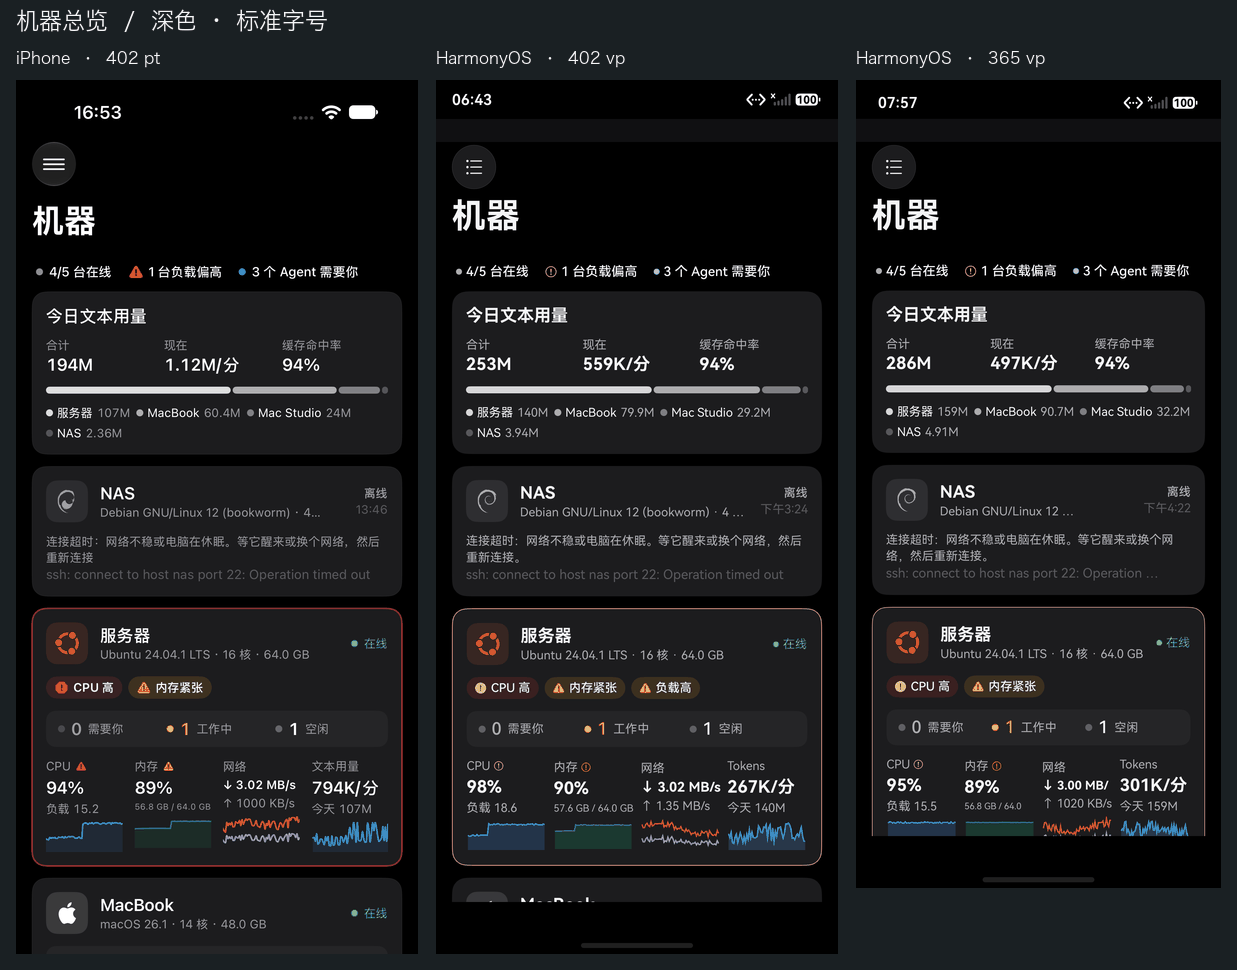 机器总览 / 深色 · 标准字号
iPhone · 402 pt
16:53
机器
4/5 台在线 1 台负载偏高 3 个 Agent 需要你
今日文本用量
合计 现在 缓存命中率
194M 1.12M/分 94%
服务器 107M MacBook 60.4M Mac Studio 24M
NAS 2.36M
NAS 离线
Debian GNU/Linux 12 (bookworm) · 4... 13:46
连接超时：网络不稳或电脑在休眠。等它醒来或换个网络，然后
重新连接
ssh: connect to host nas port 22: Operation timed out
服务器 在线
Ubuntu 24.04.1 LTS · 16 核 · 64.0 GB
CPU 高 内存紧张
0 需要你 1 工作中 1 空闲
CPU 内存 网络 文本用量
94% 89% ↓ 3.02 MB/s 794K/分
负载 15.2 56.8 GB / 64.0 GB ↑ 1000 KB/s 今天 107M
MacBook 在线
macOS 26.1 · 14 核 · 48.0 GB
HarmonyOS · 402 vp
06:43 100
机器
4/5 台在线 1 台负载偏高 3 个 Agent 需要你
今日文本用量
合计 现在 缓存命中率
253M 559K/分 94%
服务器 140M MacBook 79.9M Mac Studio 29.2M
NAS 3.94M
NAS 离线
Debian GNU/Linux 12 (bookworm) · 4 ... 下午3:24
连接超时：网络不稳或电脑在休眠。等它醒来或换个网络，然后
重新连接。
ssh: connect to host nas port 22: Operation timed out
服务器 在线
Ubuntu 24.04.1 LTS · 16 核 · 64.0 GB
CPU 高 内存紧张 负载高
0 需要你 1 工作中 1 空闲
CPU 内存 网络 Tokens
98% 90% ↓ 3.02 MB/s 267K/分
负载 18.6 57.6 GB / 64.0 GB ↑ 1.35 MB/s 今天 140M
MacBook
HarmonyOS · 365 vp
07:57 100
机器
4/5 台在线 1 台负载偏高 3 个 Agent 需要你
今日文本用量
合计 现在 缓存命中率
286M 497K/分 94%
服务器 159M MacBook 90.7M Mac Studio 32.2M
NAS 4.91M
NAS 离线
Debian GNU/Linux 12 ... 下午4:22
连接超时：网络不稳或电脑在休眠。等它醒来或换个网
络，然后重新连接。
ssh: connect to host nas port 22: Operation ...
服务器 在线
Ubuntu 24.04.1 LTS · 16 核 · 64.0 GB
CPU 高 内存紧张
0 需要你 1 工作中 1 空闲
CPU 内存 网络 Tokens
95% 89% ↓ 3.00 MB/ 301K/分
负载 15.5 56.8 GB / 64.0 ↑ 1020 KB/s 今天 159M